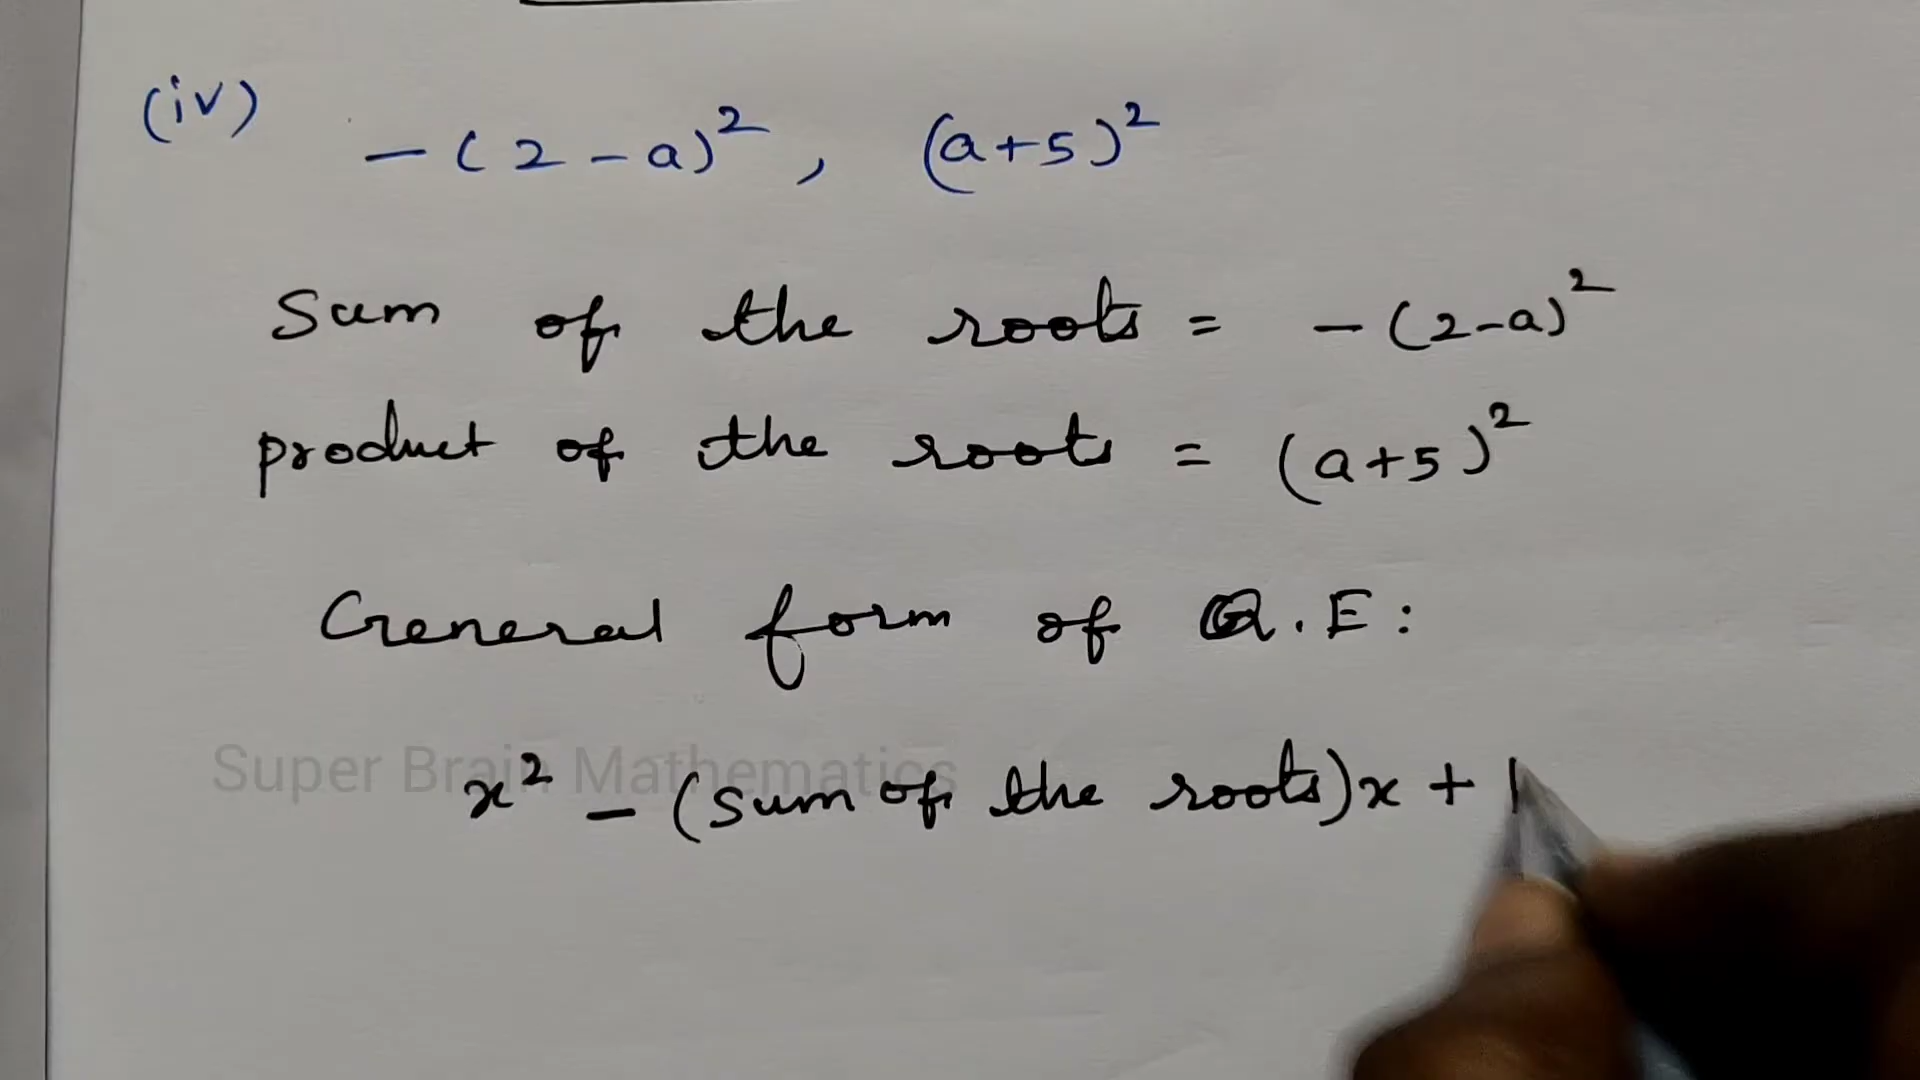 (iv) -(2-a)², (a+5)²
Sum of the roots = -(2-a)²
product of the roots = (a+5)²
General form of Q.E:
Super Brain Mathematics
x² - (sum of the roots)x +